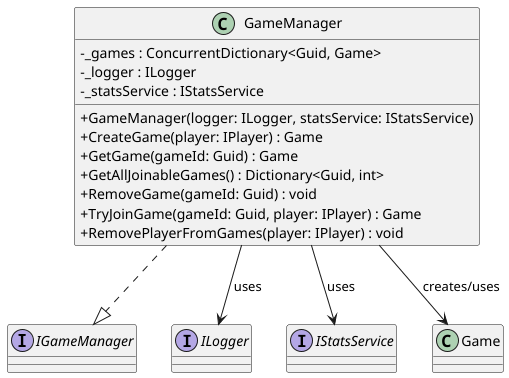 C GameManager
-_games : ConcurrentDictionary<Guid, Game>
-_logger : ILogger
-_statsService : IStatsService
+GameManager(logger: ILogger, statsService: IStatsService)
+CreateGame(player: IPlayer) : Game
+GetGame(gameId: Guid) : Game
+GetAllJoinableGames() : Dictionary<Guid, int>
+RemoveGame(gameId: Guid) : void
+TryJoinGame(gameId: Guid, player: IPlayer) : Game
+RemovePlayerFromGames(player: IPlayer) : void
uses
uses
creates/uses
I IGameManager
I ILogger
I IStatsService
C Game